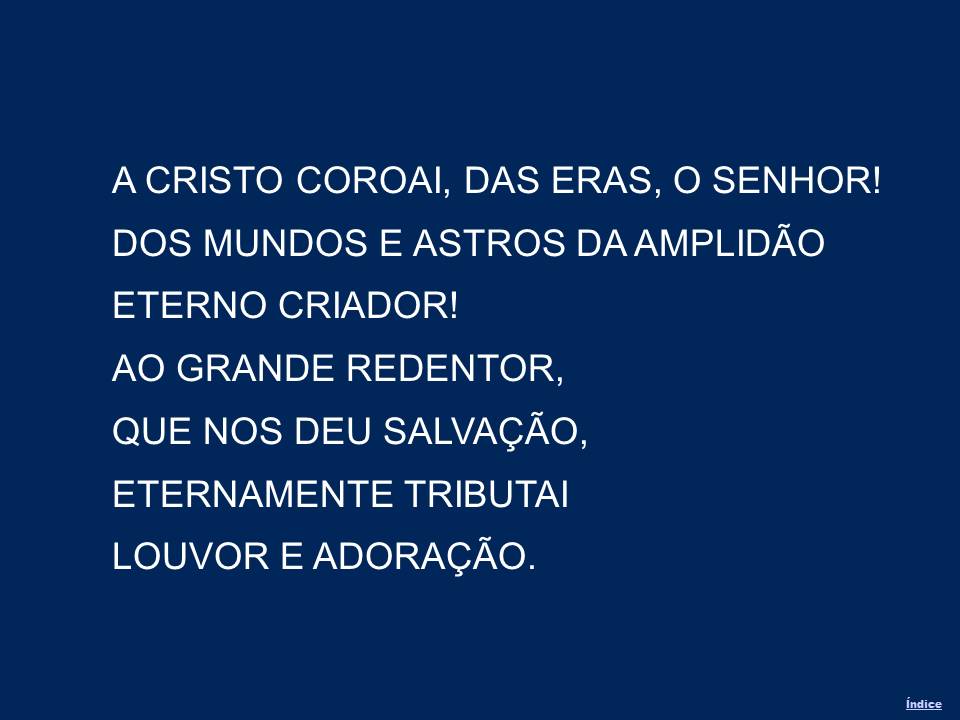 A CRISTO COROAI, DAS ERAS, O SENHOR!
DOS MUNDOS E ASTROS DA AMPLIDÃO
ETERNO CRIADOR!
AO GRANDE REDENTOR,
QUE NOS DEU SALVAÇÃO,
ETERNAMENTE TRIBUTAI
LOUVOR E ADORAÇÃO.
Índice